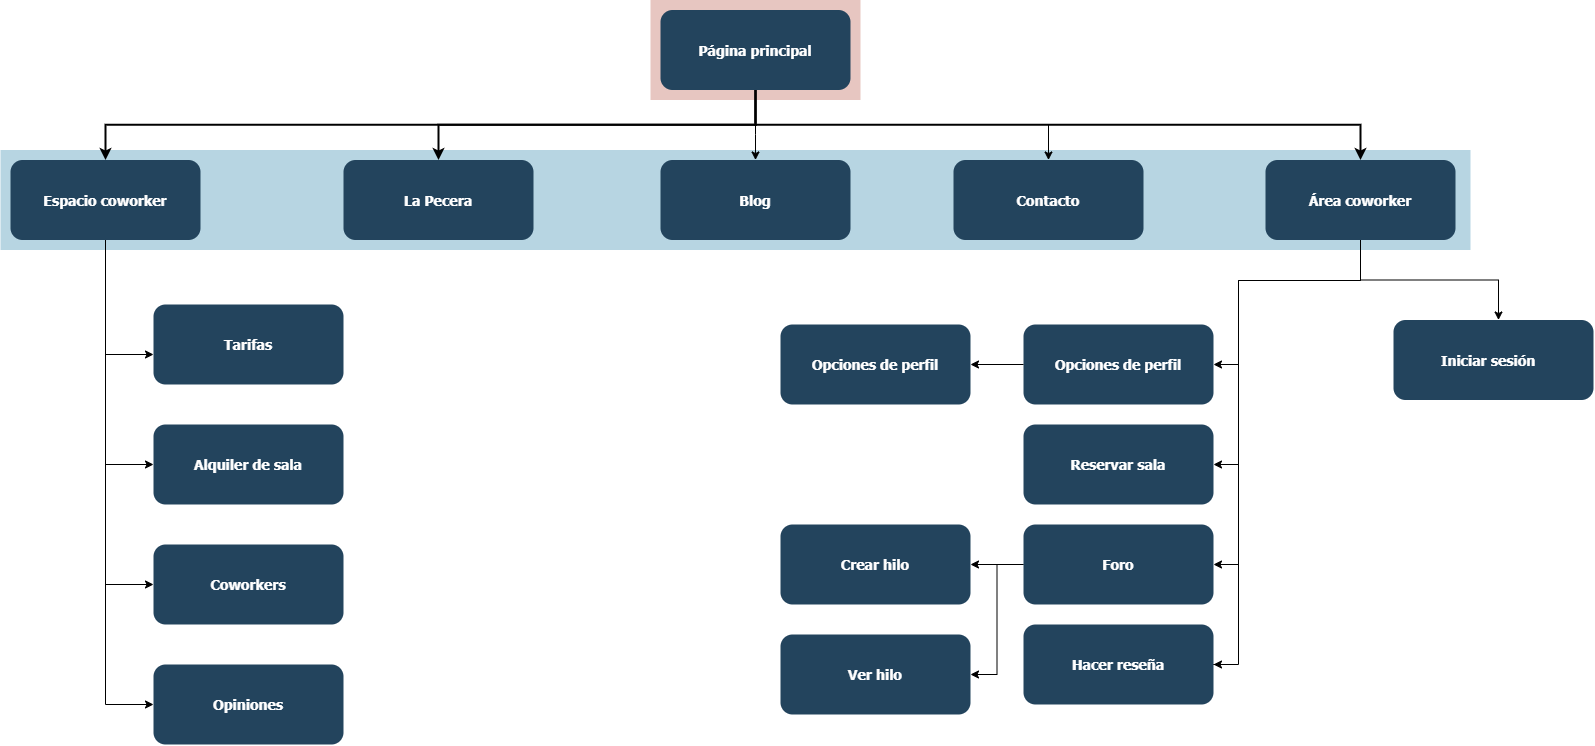 Página principal
Espacio coworker
La Pecera
Blog
Contacto
Área coworker
Tarifas
Alquiler de sala
Coworkers
Opiniones
Opciones de perfil
Opciones de perfil
Iniciar sesión
Reservar sala
Crear hilo
Foro
Ver hilo
Hacer reseña